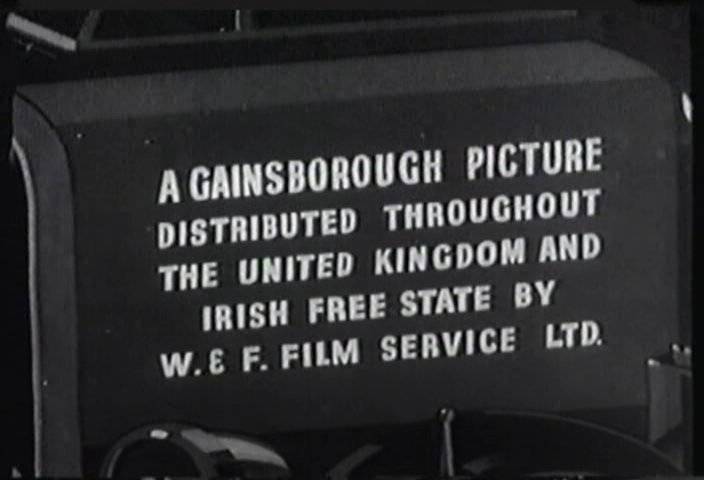 A GAINSBOROUGH PICTURE
DISTRIBUTED THROUGHOUT
THE UNITED KINGDOM AND
IRISH FREE STATE BY
W. & F. FILM SERVICE LTD.